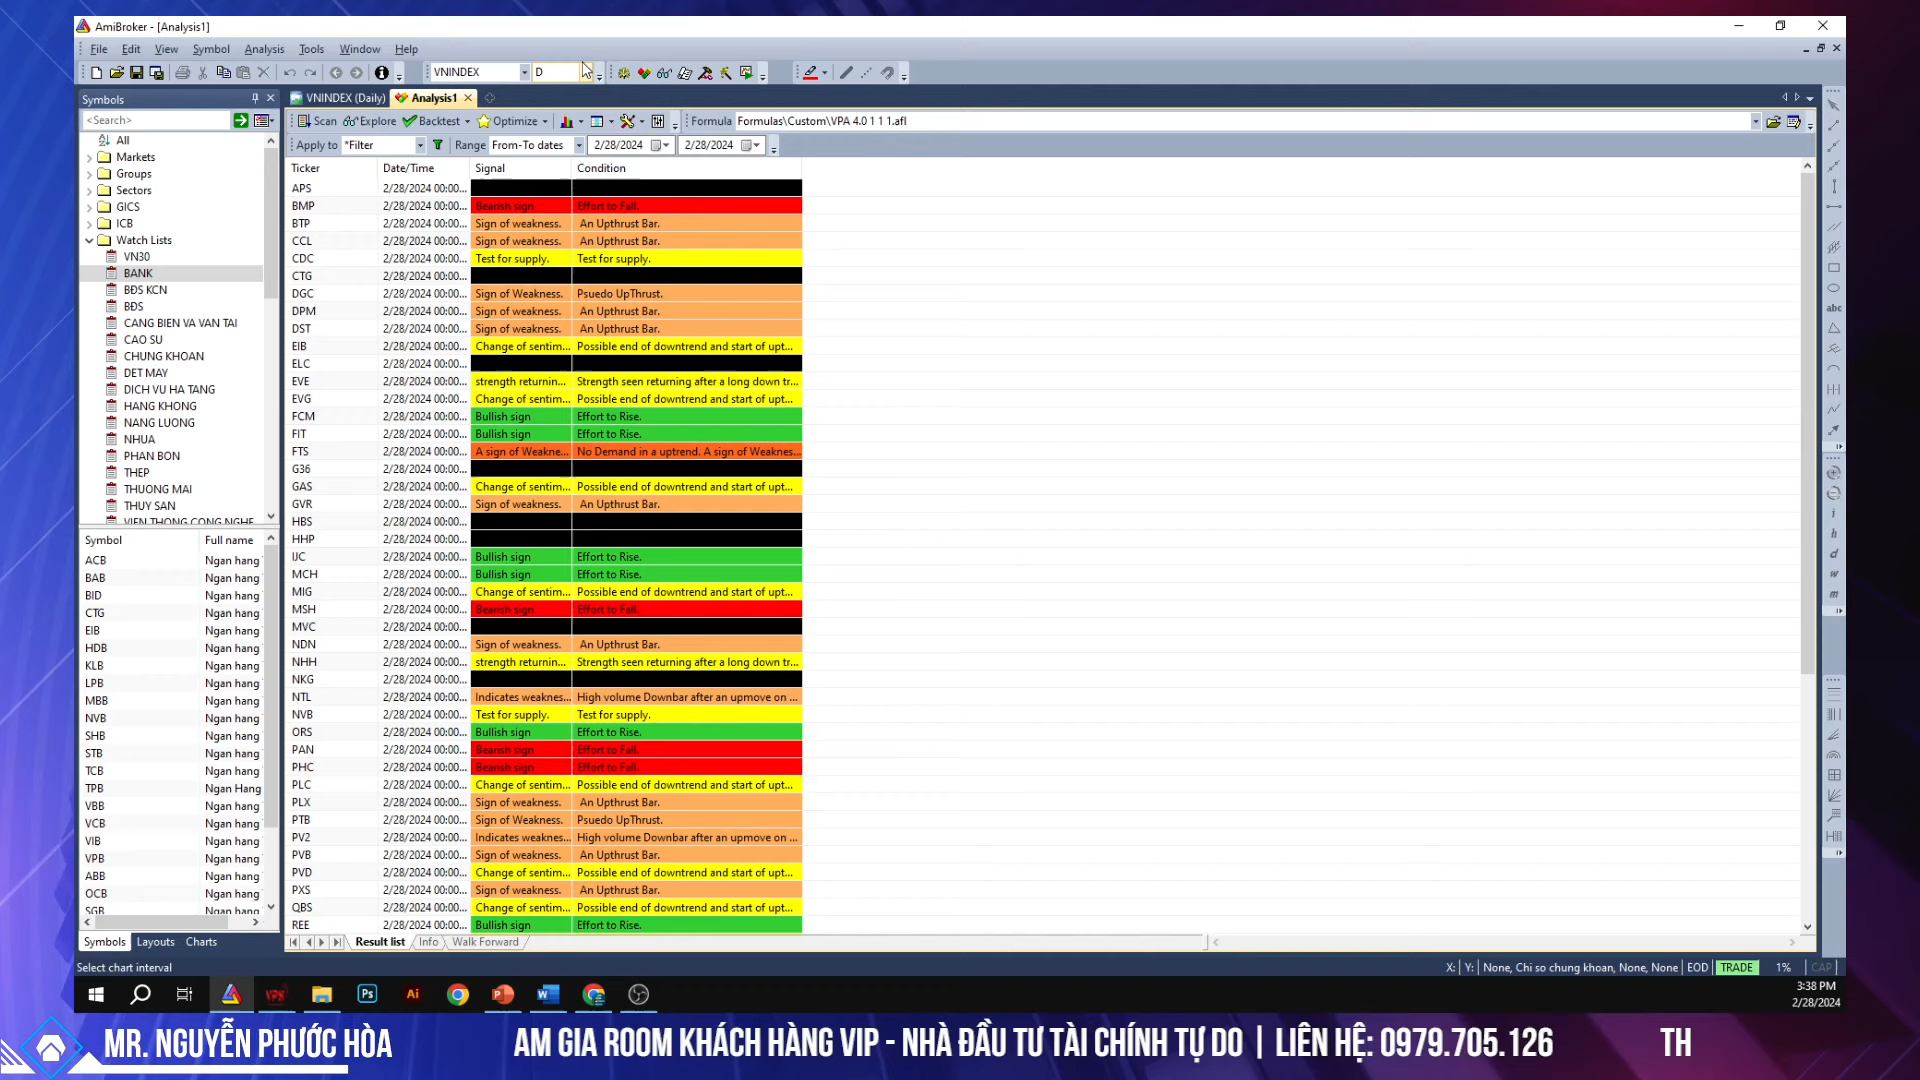 AmiBroker - [Analysis1]
File Edit View Symbol Analysis Tools Window Help
VNINDEX D
Symbols
VNINDEX (Daily) Analysis1
<Search>
Scan Explore Backtest Optimize Formula Formulas\Custom\VPA 4.0 1 1 1.afl
Apply to *Filter Range From-To dates 2/28/2024 2/28/2024
All
Markets
Groups
Sectors
GICS
ICB
Watch Lists
VN30
BANK
BĐS KCN
BĐS
CANG BIEN VA VAN TAI
CAO SU
CHUNG KHOAN
DET MAY
DICH VU HA TANG
HANG KHONG
NANG LUONG
NHUA
PHAN BON
THEP
THUONG MAI
THUY SAN
VIEN THONG CONG NGHE
Symbol Full name
ACB Ngan hang
BAB Ngan hang
BID Ngan hang
CTG Ngan hang
EIB Ngan hang
HDB Ngan hang
KLB Ngan hang
LPB Ngan hang
MBB Ngan hang
NVB Ngan hang
SHB Ngan hang
STB Ngan hang
TCB Ngan hang
TPB Ngan Hang
VBB Ngan hang
VCB Ngan hang
VIB Ngan hang
VPB Ngan hang
ABB Ngan hang
OCB Ngan hang
SGB Ngan hang
Symbols Layouts Charts
Ticker Date/Time Signal Condition
APS 2/28/2024 00:00...
BMP 2/28/2024 00:00... Bearish sign Effort to Fall.
BTP 2/28/2024 00:00... Sign of weakness. An Upthrust Bar.
CCL 2/28/2024 00:00... Sign of weakness. An Upthrust Bar.
CDC 2/28/2024 00:00... Test for supply. Test for supply.
CTG 2/28/2024 00:00...
DGC 2/28/2024 00:00... Sign of Weakness. Psuedo UpThrust.
DPM 2/28/2024 00:00... Sign of weakness. An Upthrust Bar.
DST 2/28/2024 00:00... Sign of weakness. An Upthrust Bar.
EIB 2/28/2024 00:00... Change of sentim... Possible end of downtrend and start of upt...
ELC 2/28/2024 00:00...
EVE 2/28/2024 00:00... strength returnin... Strength seen returning after a long down tr...
EVG 2/28/2024 00:00... Change of sentim... Possible end of downtrend and start of upt...
FCM 2/28/2024 00:00... Bullish sign Effort to Rise.
FIT 2/28/2024 00:00... Bullish sign Effort to Rise.
FTS 2/28/2024 00:00... A sign of Weakne... No Demand in a uptrend. A sign of Weaknes...
G36 2/28/2024 00:00...
GAS 2/28/2024 00:00... Change of sentim... Possible end of downtrend and start of upt...
GVR 2/28/2024 00:00... Sign of weakness. An Upthrust Bar.
HBS 2/28/2024 00:00...
HHP 2/28/2024 00:00...
IJC 2/28/2024 00:00... Bullish sign Effort to Rise.
MCH 2/28/2024 00:00... Bullish sign Effort to Rise.
MIG 2/28/2024 00:00... Change of sentim... Possible end of downtrend and start of upt...
MSH 2/28/2024 00:00... Bearish sign Effort to Fall.
MVC 2/28/2024 00:00...
NDN 2/28/2024 00:00... Sign of weakness. An Upthrust Bar.
NHH 2/28/2024 00:00... strength returnin... Strength seen returning after a long down tr...
NKG 2/28/2024 00:00...
NTL 2/28/2024 00:00... Indicates weaknes... High volume Downbar after an upmove on ...
NVB 2/28/2024 00:00... Test for supply. Test for supply.
ORS 2/28/2024 00:00... Bullish sign Effort to Rise.
PAN 2/28/2024 00:00... Bearish sign Effort to Fall.
PHC 2/28/2024 00:00... Bearish sign Effort to Fall.
PLC 2/28/2024 00:00... Change of sentim... Possible end of downtrend and start of upt...
PLX 2/28/2024 00:00... Sign of weakness. An Upthrust Bar.
PTB 2/28/2024 00:00... Sign of Weakness. Psuedo UpThrust.
PV2 2/28/2024 00:00... Indicates weaknes... High volume Downbar after an upmove on ...
PVB 2/28/2024 00:00... Sign of weakness. An Upthrust Bar.
PVD 2/28/2024 00:00... Change of sentim... Possible end of downtrend and start of upt...
PXS 2/28/2024 00:00... Sign of weakness. An Upthrust Bar.
QBS 2/28/2024 00:00... Change of sentim... Possible end of downtrend and start of upt...
REE 2/28/2024 00:00... Bullish sign Effort to Rise.
Result list Info Walk Forward
abc
i
h
d
w
m
Select chart interval X: Y: None, Chi so chung khoan, None, None EOD TRADE 1% CAP
Ps Ai
3:38 PM
2/28/2024
MR. NGUYỄN PHƯỚC HÒA AM GIA ROOM KHÁCH HÀNG VIP - NHÀ ĐẦU TƯ TÀI CHÍNH TỰ DO | LIÊN HỆ: 0979.705.126 TH